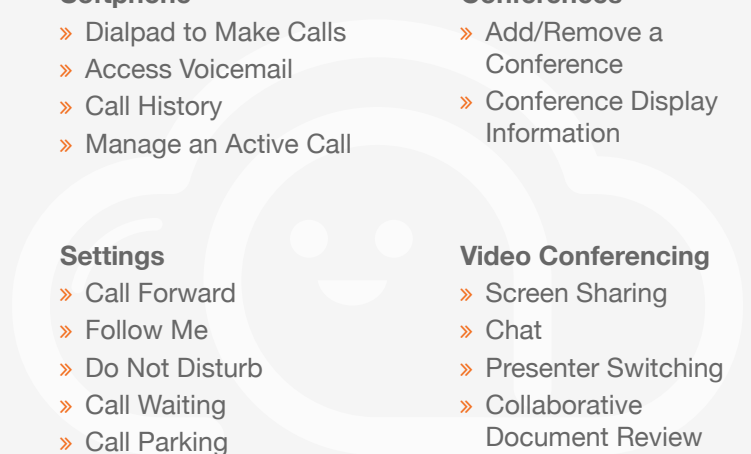 Softphone
» Dialpad to Make Calls
» Access Voicemail
» Call History
» Manage an Active Call
Conferences
» Add/Remove a
Conference
» Conference Display
Information
Settings
» Call Forward
» Follow Me
» Do Not Disturb
» Call Waiting
» Call Parking
Video Conferencing
» Screen Sharing
» Chat
» Presenter Switching
» Collaborative
Document Review